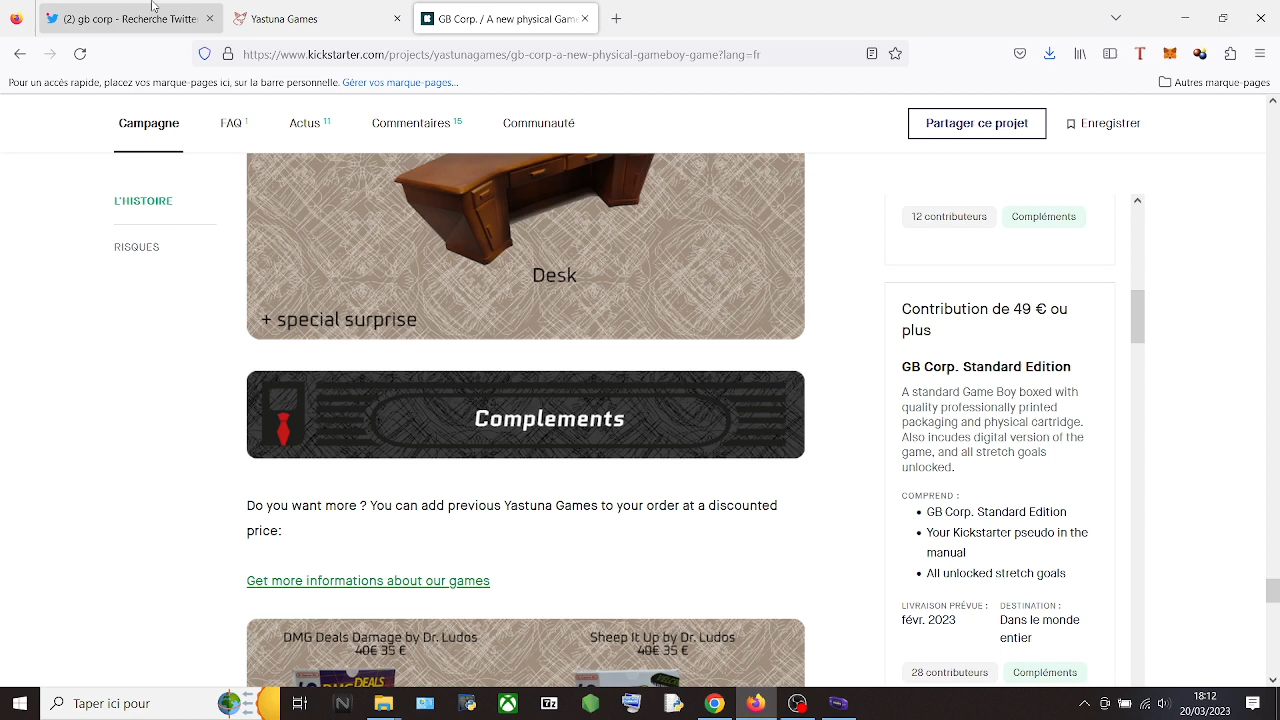 (2) gb corp - Recherche Twitte
Yastuna Games
GB Corp. / A new physical Game
https://www.kickstarter.com/projects/yastunagames/gb-corp-a-new-physical-gameboy-game?lang=fr
Pour un accès rapide, placez vos marque-pages ici, sur la barre personnelle. Gérer vos marque-pages...
Autres marque-pages
Campagne
FAQ 1
Actus 11
Commentaires 15
Communauté
Partager ce projet
Enregistrer
L'HISTOIRE
RISQUES
Desk
+ special surprise
Complements
Do you want more ? You can add previous Yastuna Games to your order at a discounted
price:
Get more informations about our games
DMG Deals Damage by Dr. Ludos
40€ 35 €
Sheep It Up by Dr. Ludos
40€ 35 €
DMG DEALS
12 contributeurs
Compléments
Contribution de 49 € ou
plus
GB Corp. Standard Edition
A standard Game Boy boxed with
quality professionally printed
packaging and physical cartridge.
Also incudes digital version of the
game, and all stretch goals
unlocked.
COMPREND :
GB Corp. Standard Edition
Your Kickstarter pseudo in the
manual
All unlocked stretch goals
LIVRAISON PRÉVUE :
févr. 2023
DESTINATION :
Dans le monde
entier
28 contributeurs
Compléments
Taper ici pour
18:12
20/03/2023